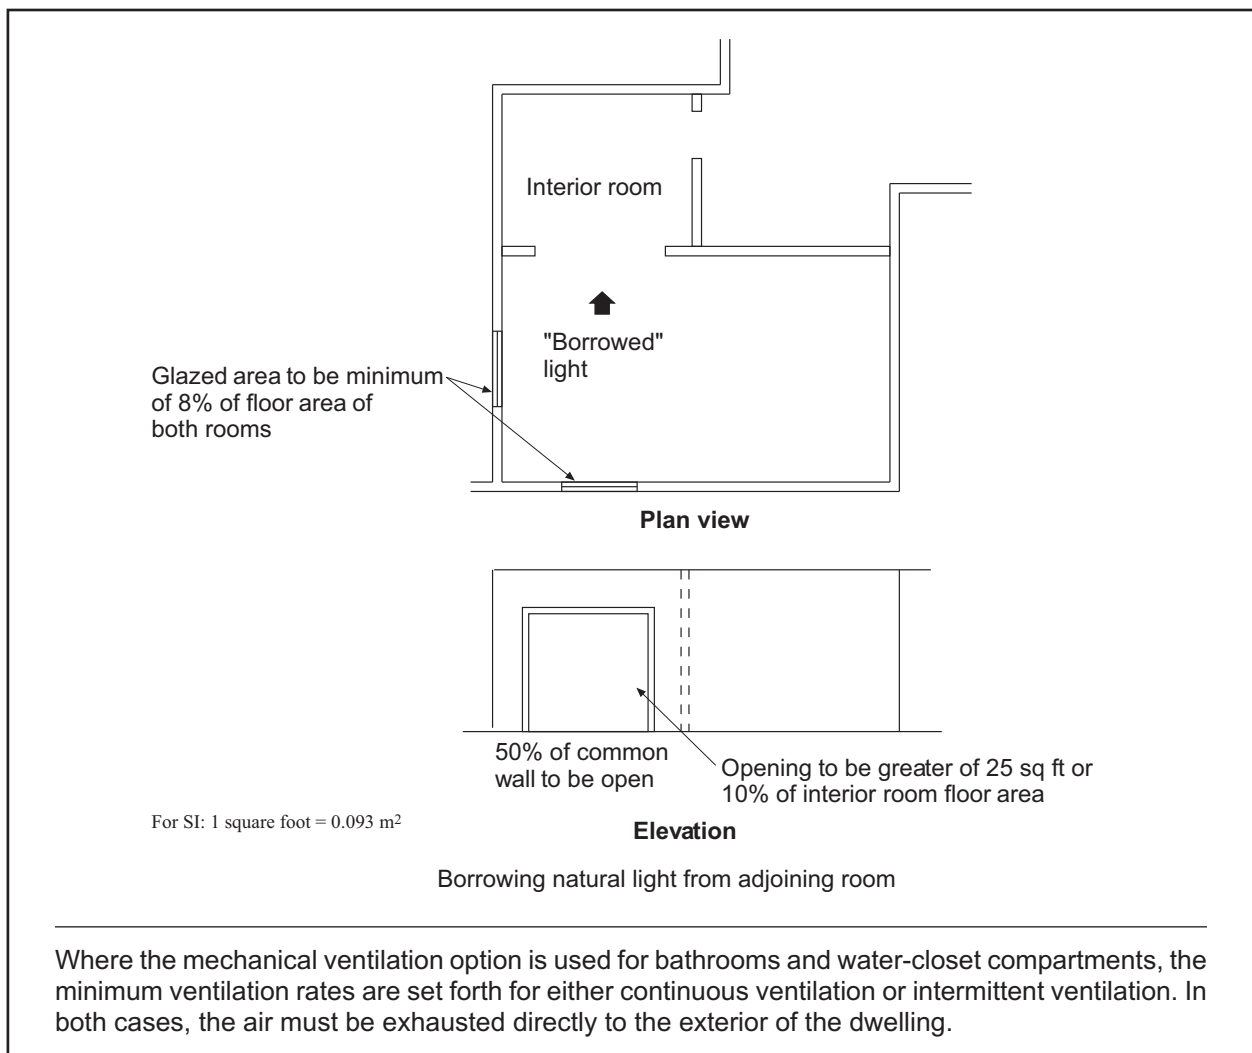 Interior room
"Borrowed"
light
Glazed area to be minimum
of 8% of floor area of
both rooms
Plan view
50% of common
wall to be open
Opening to be greater of 25 sq ft or
10% of interior room floor area
For SI: 1 square foot = 0.093 m²
Elevation
Borrowing natural light from adjoining room
Where the mechanical ventilation option is used for bathrooms and water-closet compartments, the
minimum ventilation rates are set forth for either continuous ventilation or intermittent ventilation. In
both cases, the air must be exhausted directly to the exterior of the dwelling.